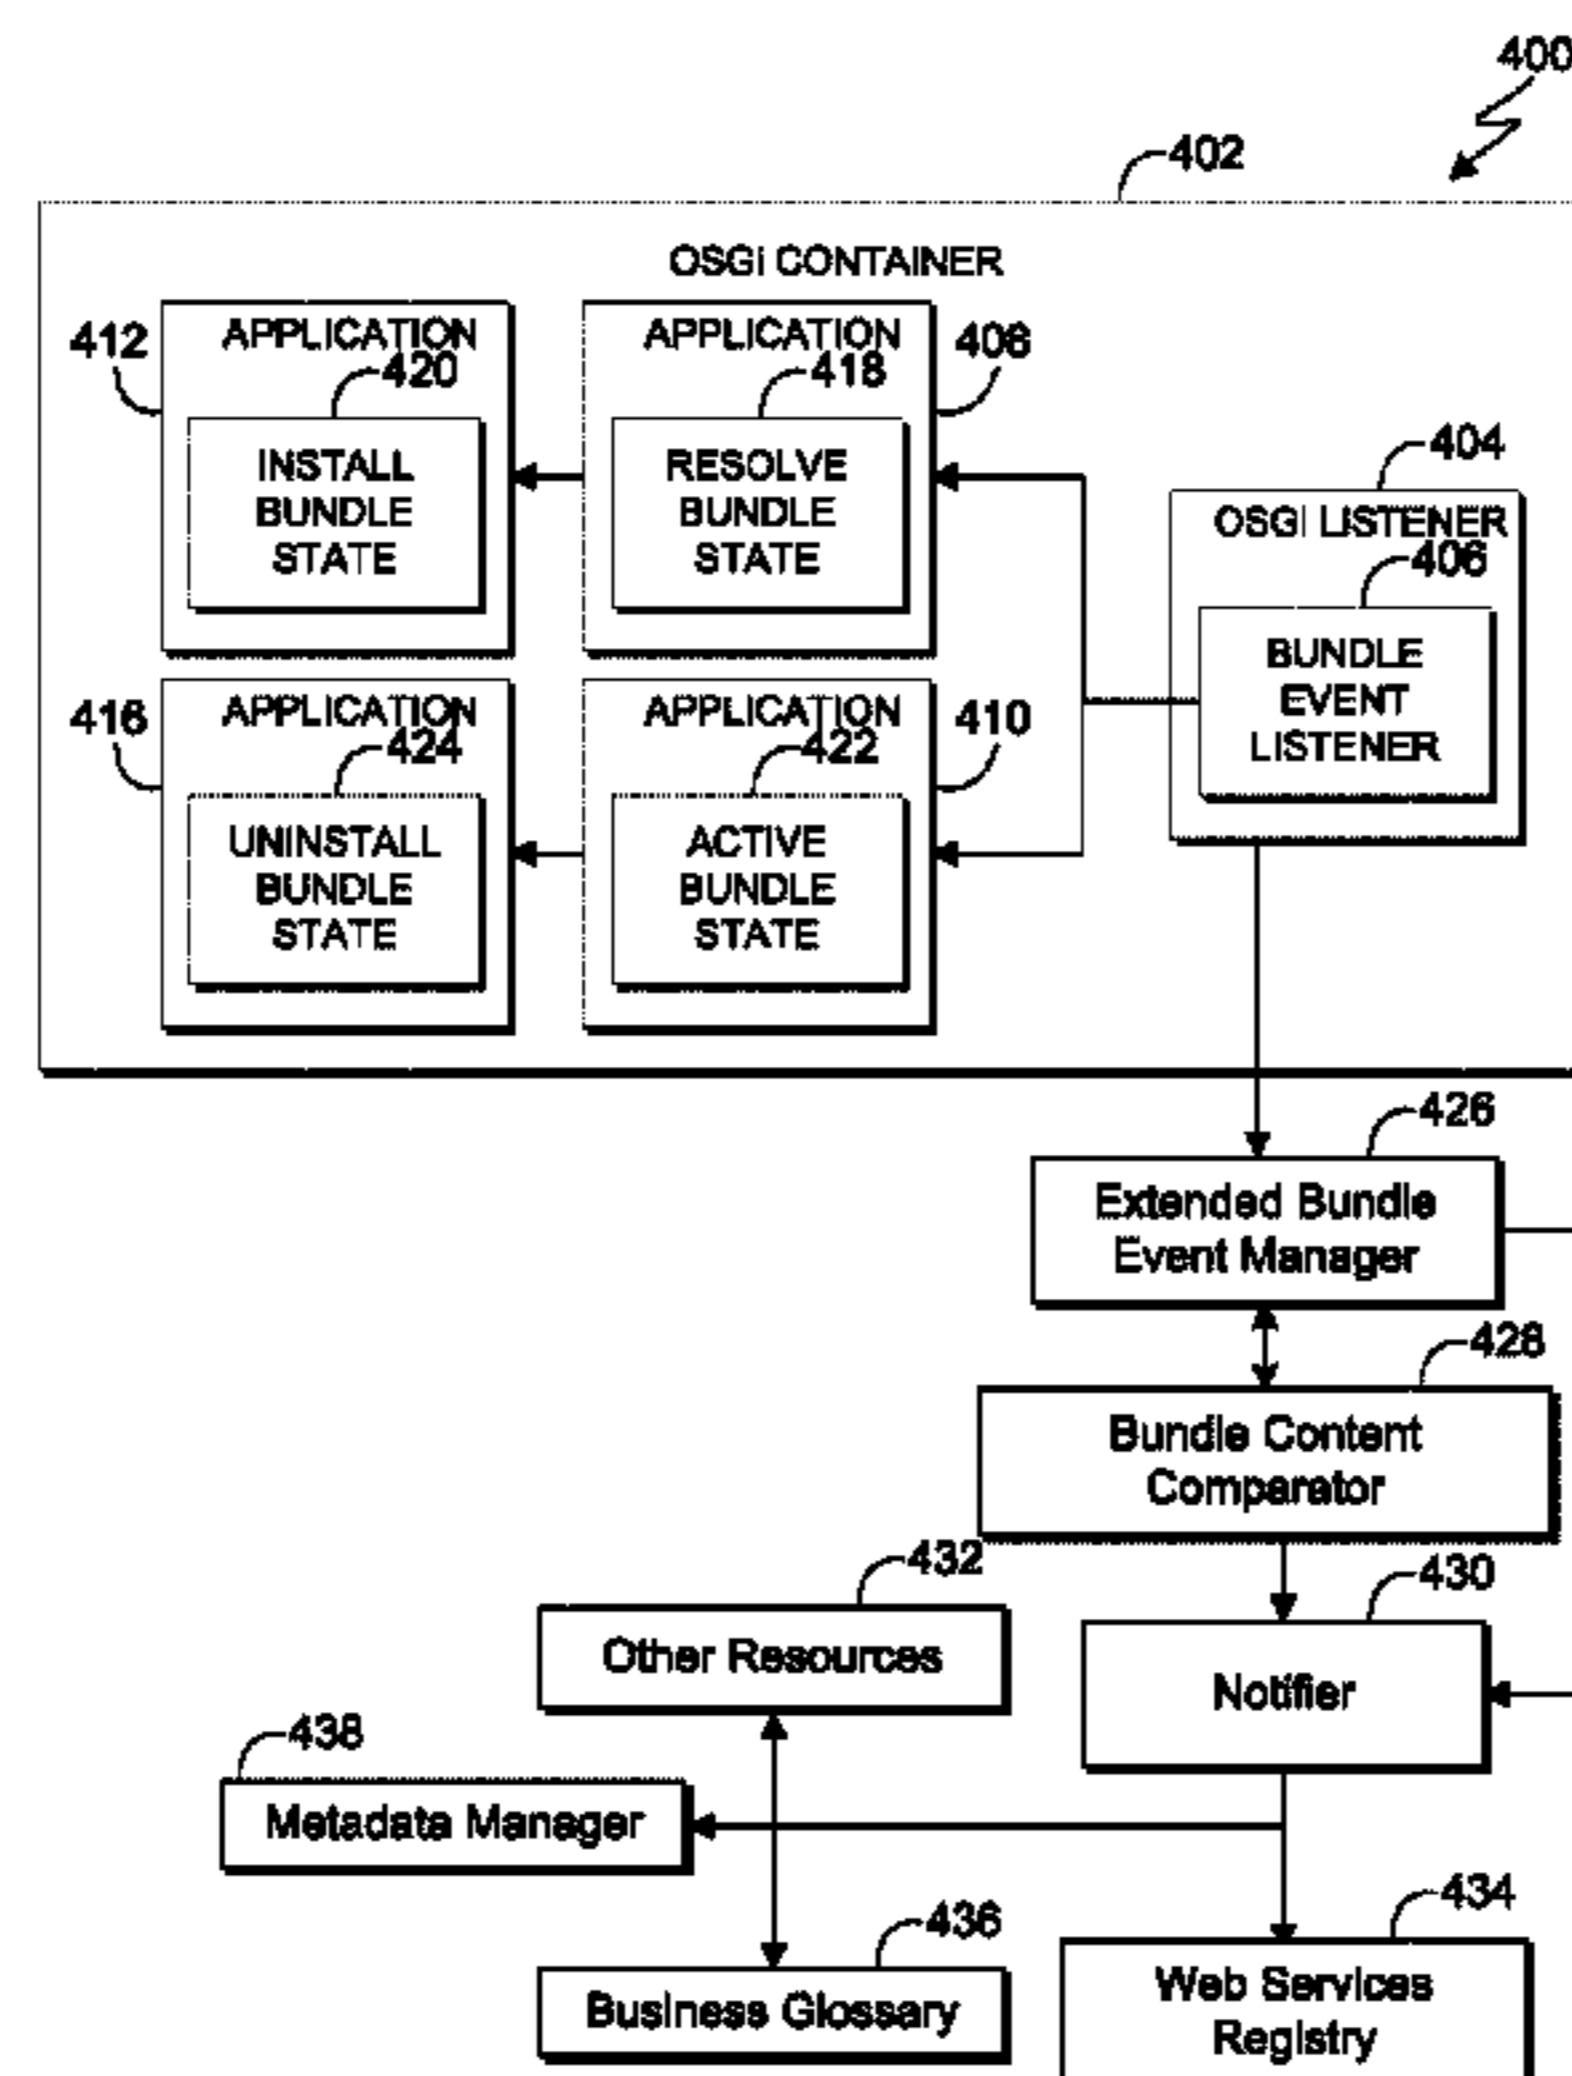 400
402
OSGi CONTAINER
412
APPLICATION
420
INSTALL
BUNDLE
STATE
APPLICATION
418
408
RESOLVE
BUNDLE
STATE
404
OSGI LISTENER
406
BUNDLE
EVENT
LISTENER
416
APPLICATION
424
UNINSTALL
BUNDLE
STATE
APPLICATION
422
410
ACTIVE
BUNDLE
STATE
426
Extended Bundle
Event Manager
428
Bundle Content
Comparator
432
Other Resources
430
Notifier
438
Metadata Manager
436
Business Glossary
434
Web Services
Registry